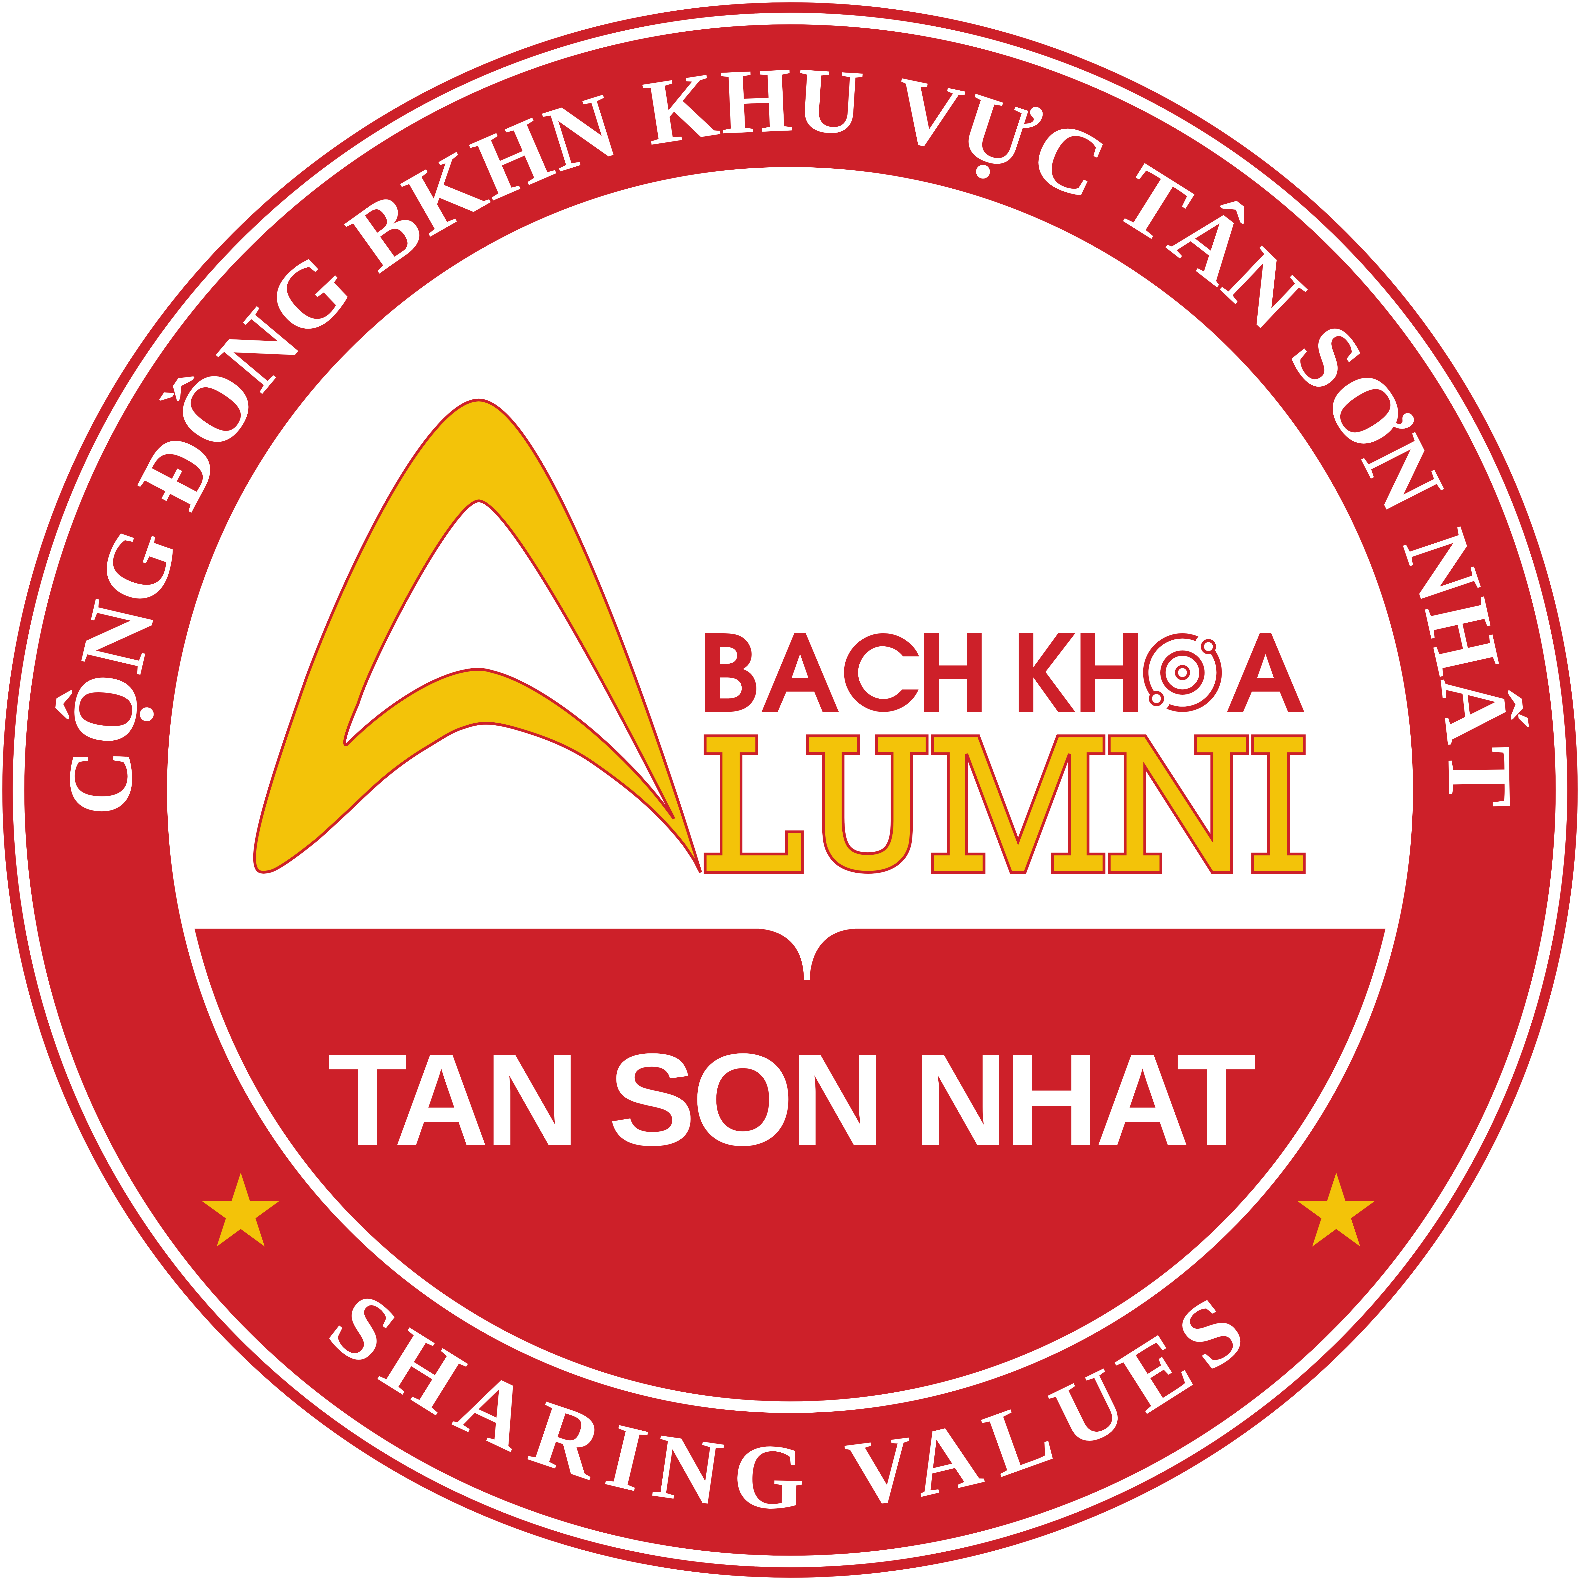 CỘNG ĐỒNG BKHN KHU VỰC TÂN SƠN NHẤT
BACH KHOA
ALUMNI
TAN SON NHAT
SHARING VALUES